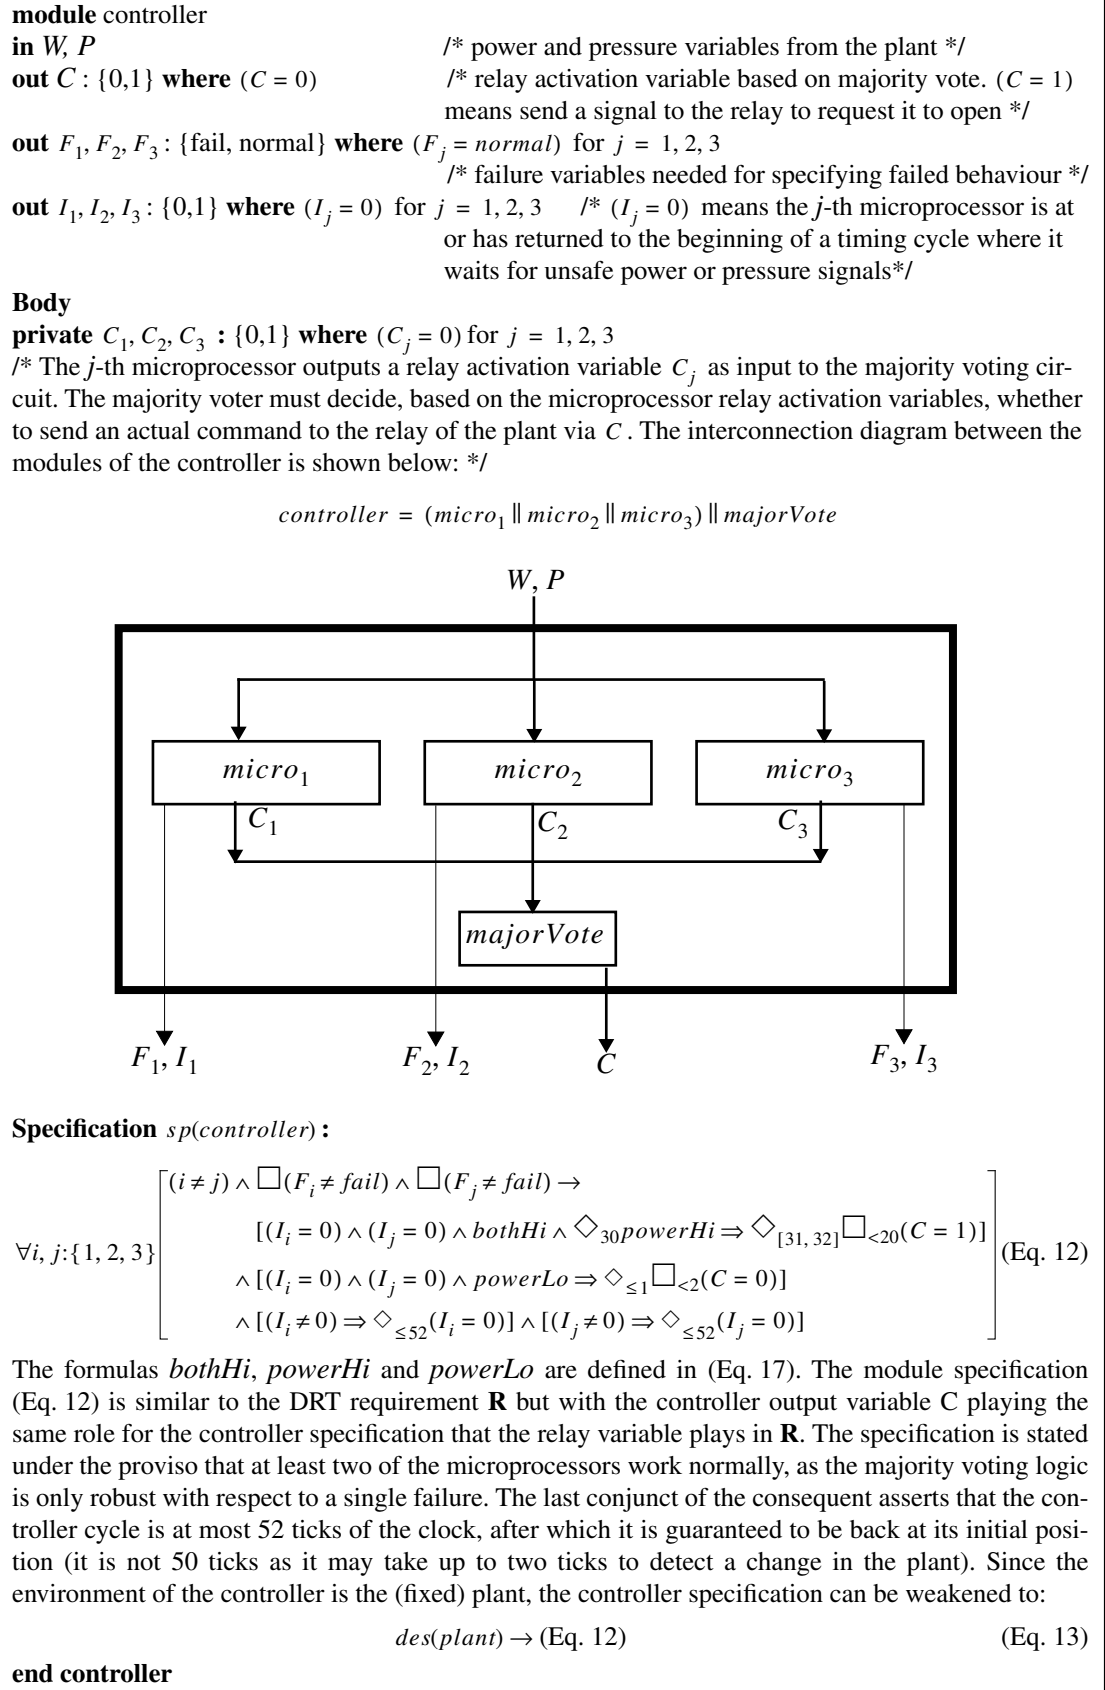 module controller
in W, P /* power and pressure variables from the plant */
out C : {0,1} where (C = 0) /* relay activation variable based on majority vote. (C = 1)
means send a signal to the relay to request it to open */
out F₁, F₂, F₃ : {fail, normal} where (F_j = normal) for j = 1, 2, 3
/* failure variables needed for specifying failed behaviour */
out I₁, I₂, I₃ : {0,1} where (I_j = 0) for j = 1, 2, 3 /* (I_j = 0) means the j-th microprocessor is at
or has returned to the beginning of a timing cycle where it
waits for unsafe power or pressure signals*/
Body
private C₁, C₂, C₃ : {0,1} where (C_j = 0) for j = 1, 2, 3
/* The j-th microprocessor outputs a relay activation variable C_j as input to the majority voting cir-
cuit. The majority voter must decide, based on the microprocessor relay activation variables, whether
to send an actual command to the relay of the plant via C . The interconnection diagram between the
modules of the controller is shown below: */
controller = (micro₁ || micro₂ || micro₃) || majorVote
W, P
micro₁ micro₂ micro₃
C₁ C₂ C₃
majorVote
F₁, I₁ F₂, I₂ C F₃, I₃
Specification sp(controller) :
(i ≠ j) ∧ □(F_i ≠ fail) ∧ □(F_j ≠ fail) →
[(I_i = 0) ∧ (I_j = 0) ∧ bothHi ∧ ◇₃₀powerHi ⇒ ◇_[31, 32] □_<20 (C = 1)]
∀i, j:{1, 2, 3} (Eq. 12)
∧ [(I_i = 0) ∧ (I_j = 0) ∧ powerLo ⇒ ◇_≤1 □_<2 (C = 0)]
∧ [(I_i ≠ 0) ⇒ ◇_≤52 (I_i = 0)] ∧ [(I_j ≠ 0) ⇒ ◇_≤52 (I_j = 0)]
The formulas bothHi, powerHi and powerLo are defined in (Eq. 17). The module specification
(Eq. 12) is similar to the DRT requirement R but with the controller output variable C playing the
same role for the controller specification that the relay variable plays in R. The specification is stated
under the proviso that at least two of the microprocessors work normally, as the majority voting logic
is only robust with respect to a single failure. The last conjunct of the consequent asserts that the con-
troller cycle is at most 52 ticks of the clock, after which it is guaranteed to be back at its initial posi-
tion (it is not 50 ticks as it may take up to two ticks to detect a change in the plant). Since the
environment of the controller is the (fixed) plant, the controller specification can be weakened to:
des(plant) → (Eq. 12) (Eq. 13)
end controller